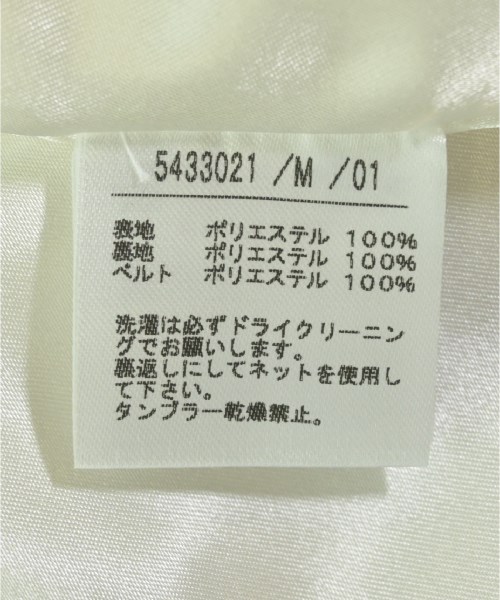 5433021 /M /01
表地 ポリエステル 100%
裏地 ポリエステル 100%
ベルト ポリエステル 100%
洗濯は必ずドライクリーニン
グでお願いします。
裏返しにしてネットを使用し
て下さい。
タンブラー乾燥禁止。